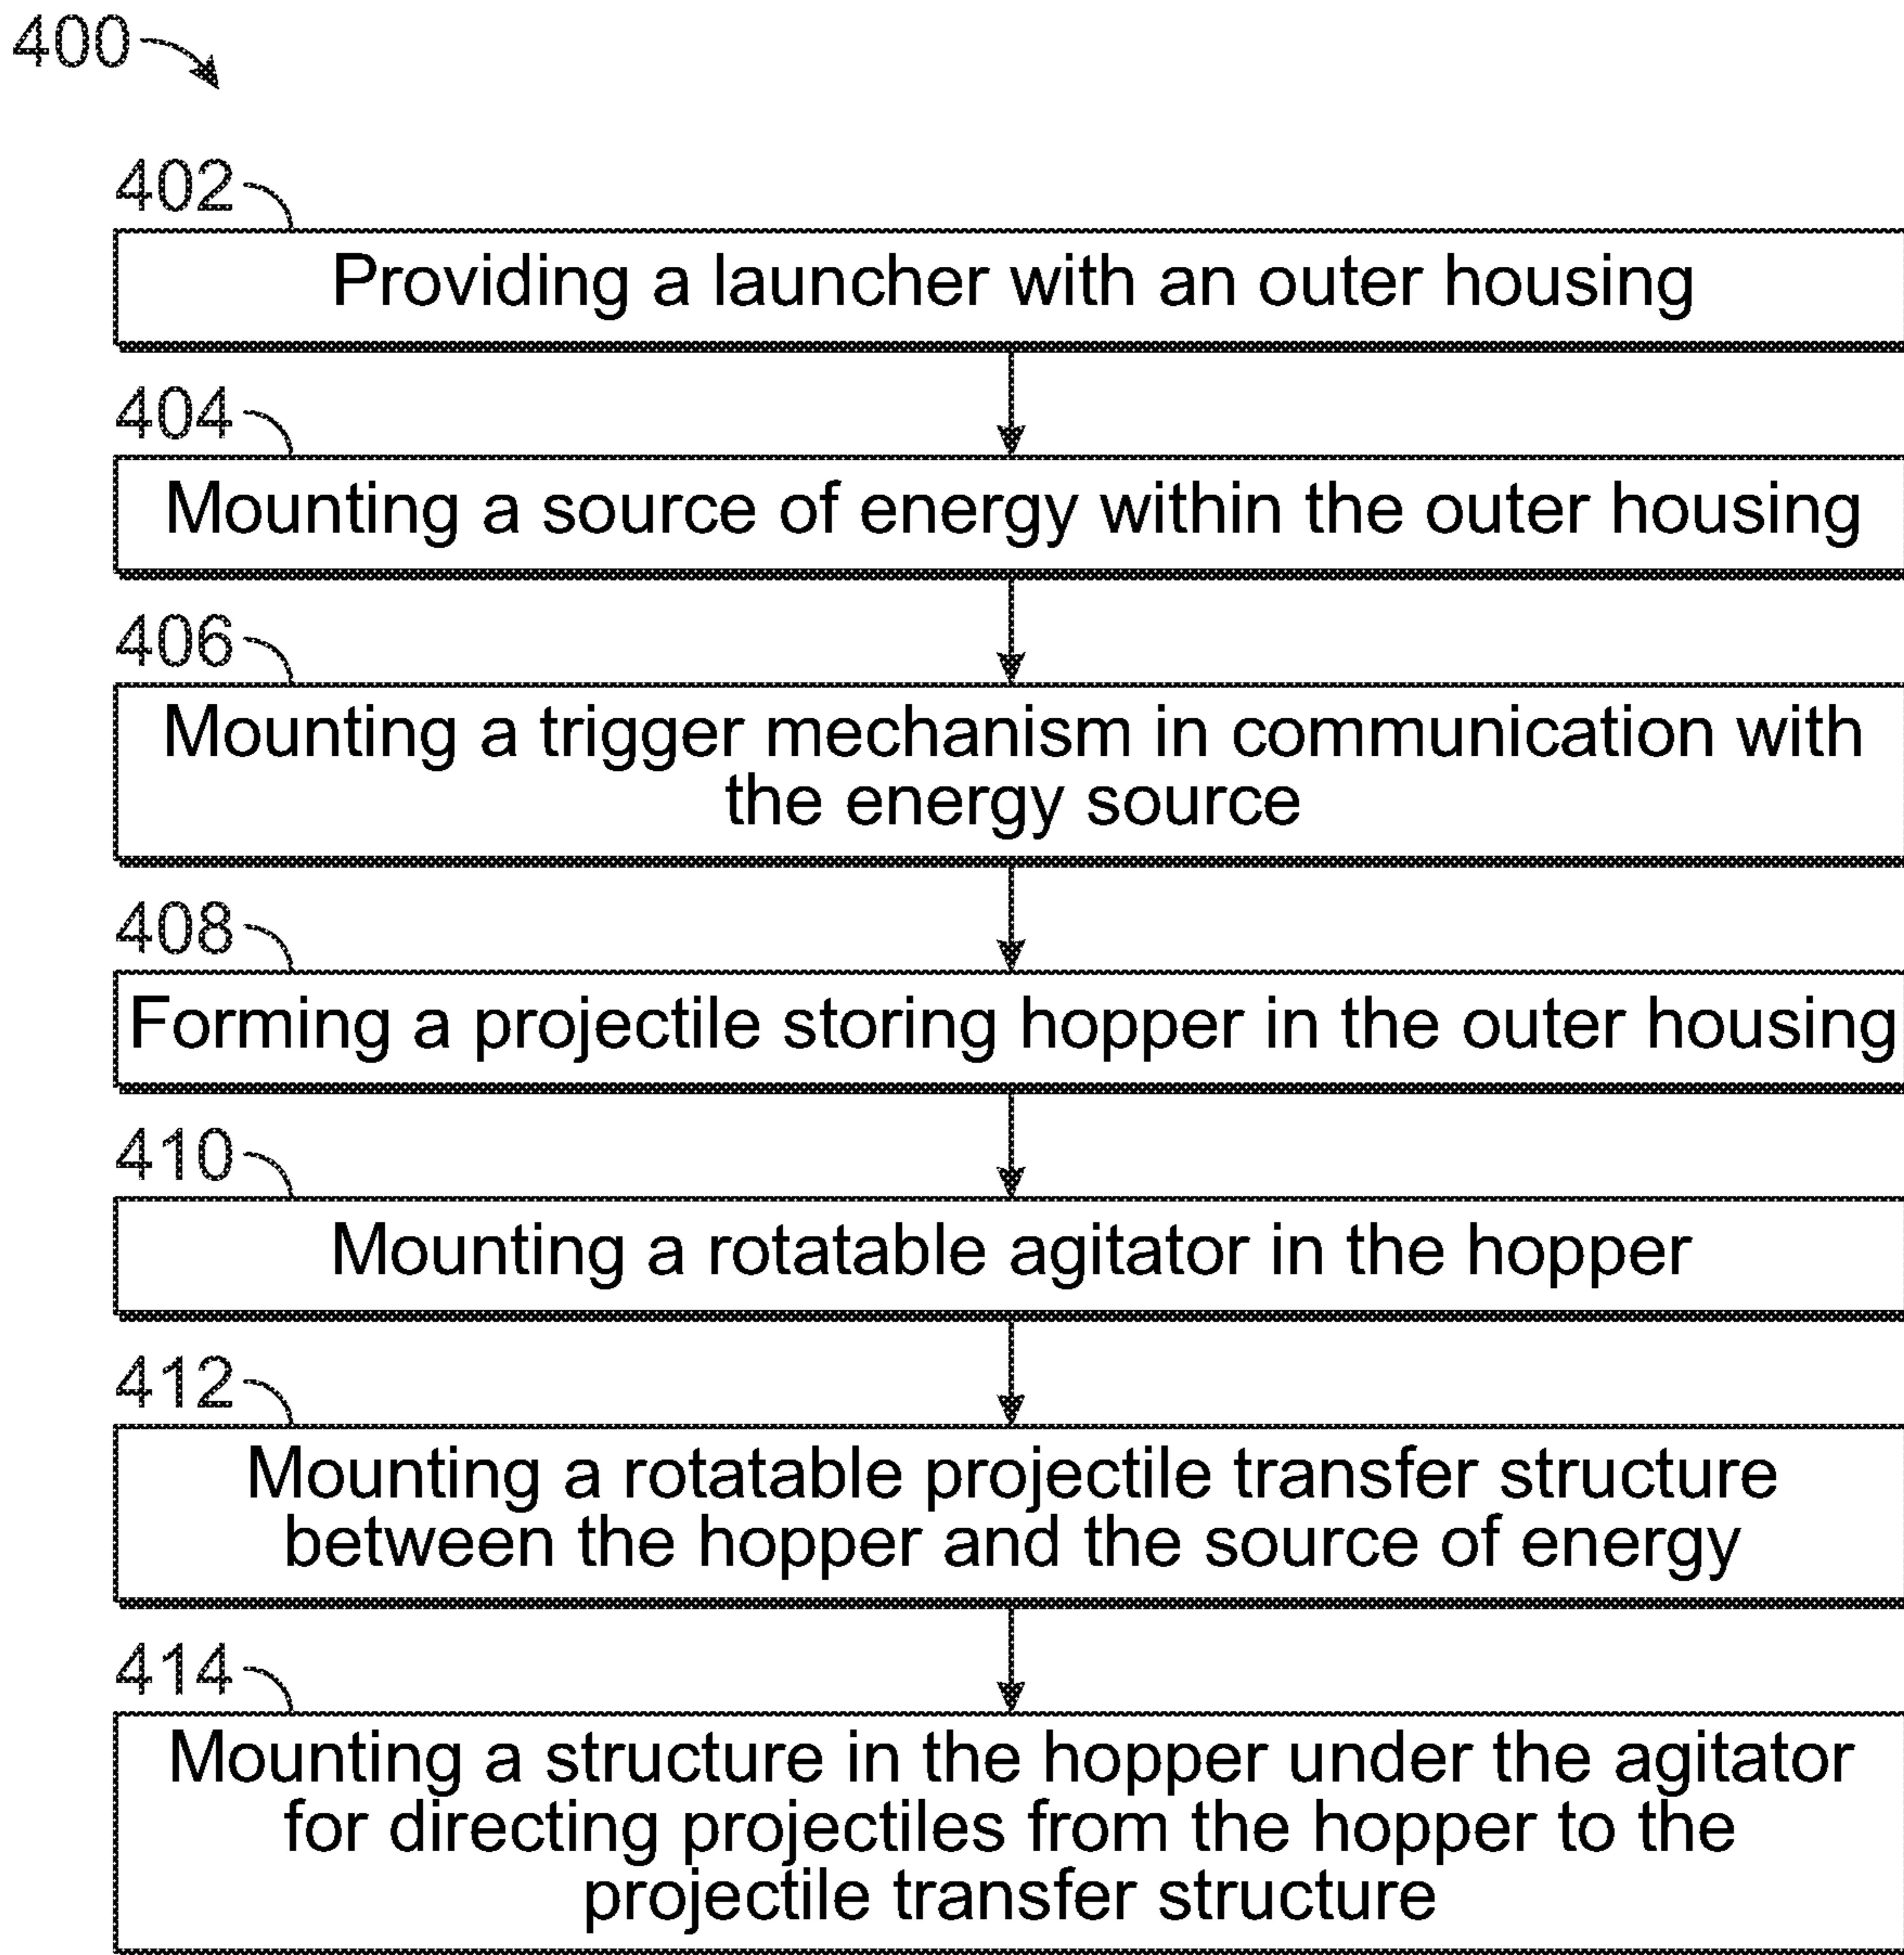 400
402
Providing a launcher with an outer housing
404
Mounting a source of energy within the outer housing
406
Mounting a trigger mechanism in communication with
the energy source
408
Forming a projectile storing hopper in the outer housing
410
Mounting a rotatable agitator in the hopper
412
Mounting a rotatable projectile transfer structure
between the hopper and the source of energy
414
Mounting a structure in the hopper under the agitator
for directing projectiles from the hopper to the
projectile transfer structure